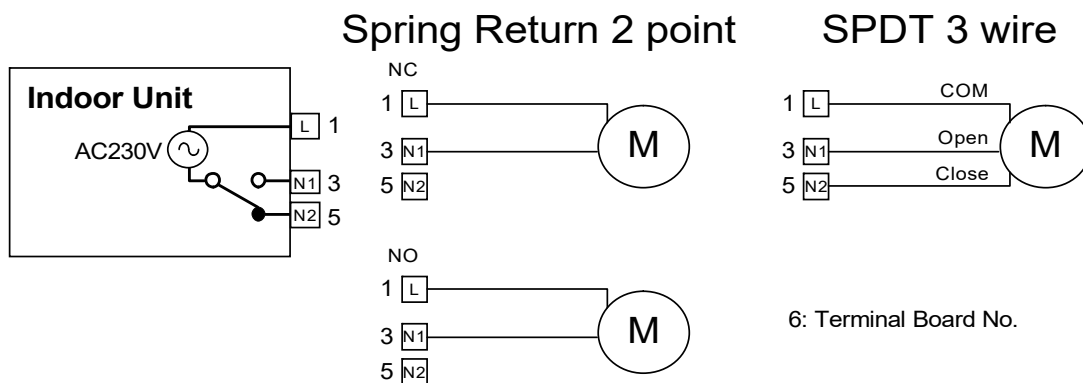 Spring Return 2 point
SPDT 3 wire
Indoor Unit
AC230V
L 1
N1 3
N2 5
NC
1 L
3 N1
5 N2
M
1 L COM
3 N1 Open
5 N2 Close
M
NO
1 L
3 N1
5 N2
M
6: Terminal Board No.